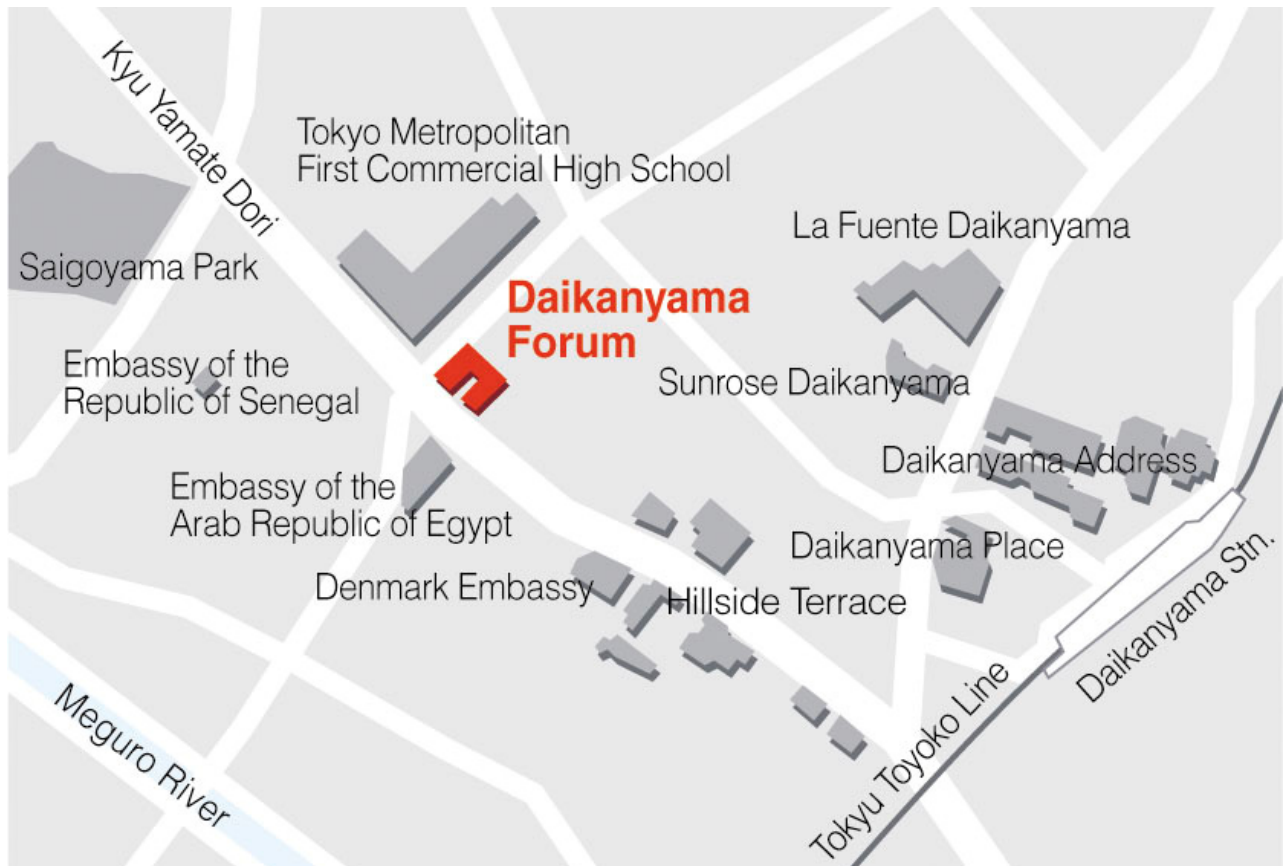 Kyu Yamate Dori
Tokyo Metropolitan
First Commercial High School
La Fuente Daikanyama
Saigoyama Park
Daikanyama
Forum
Embassy of the
Republic of Senegal
Sunrose Daikanyama
Daikanyama Address
Embassy of the
Arab Republic of Egypt
Daikanyama Place
Denmark Embassy
Hillside Terrace
Daikanyama Stn.
Tokyu Toyoko Line
Meguro River